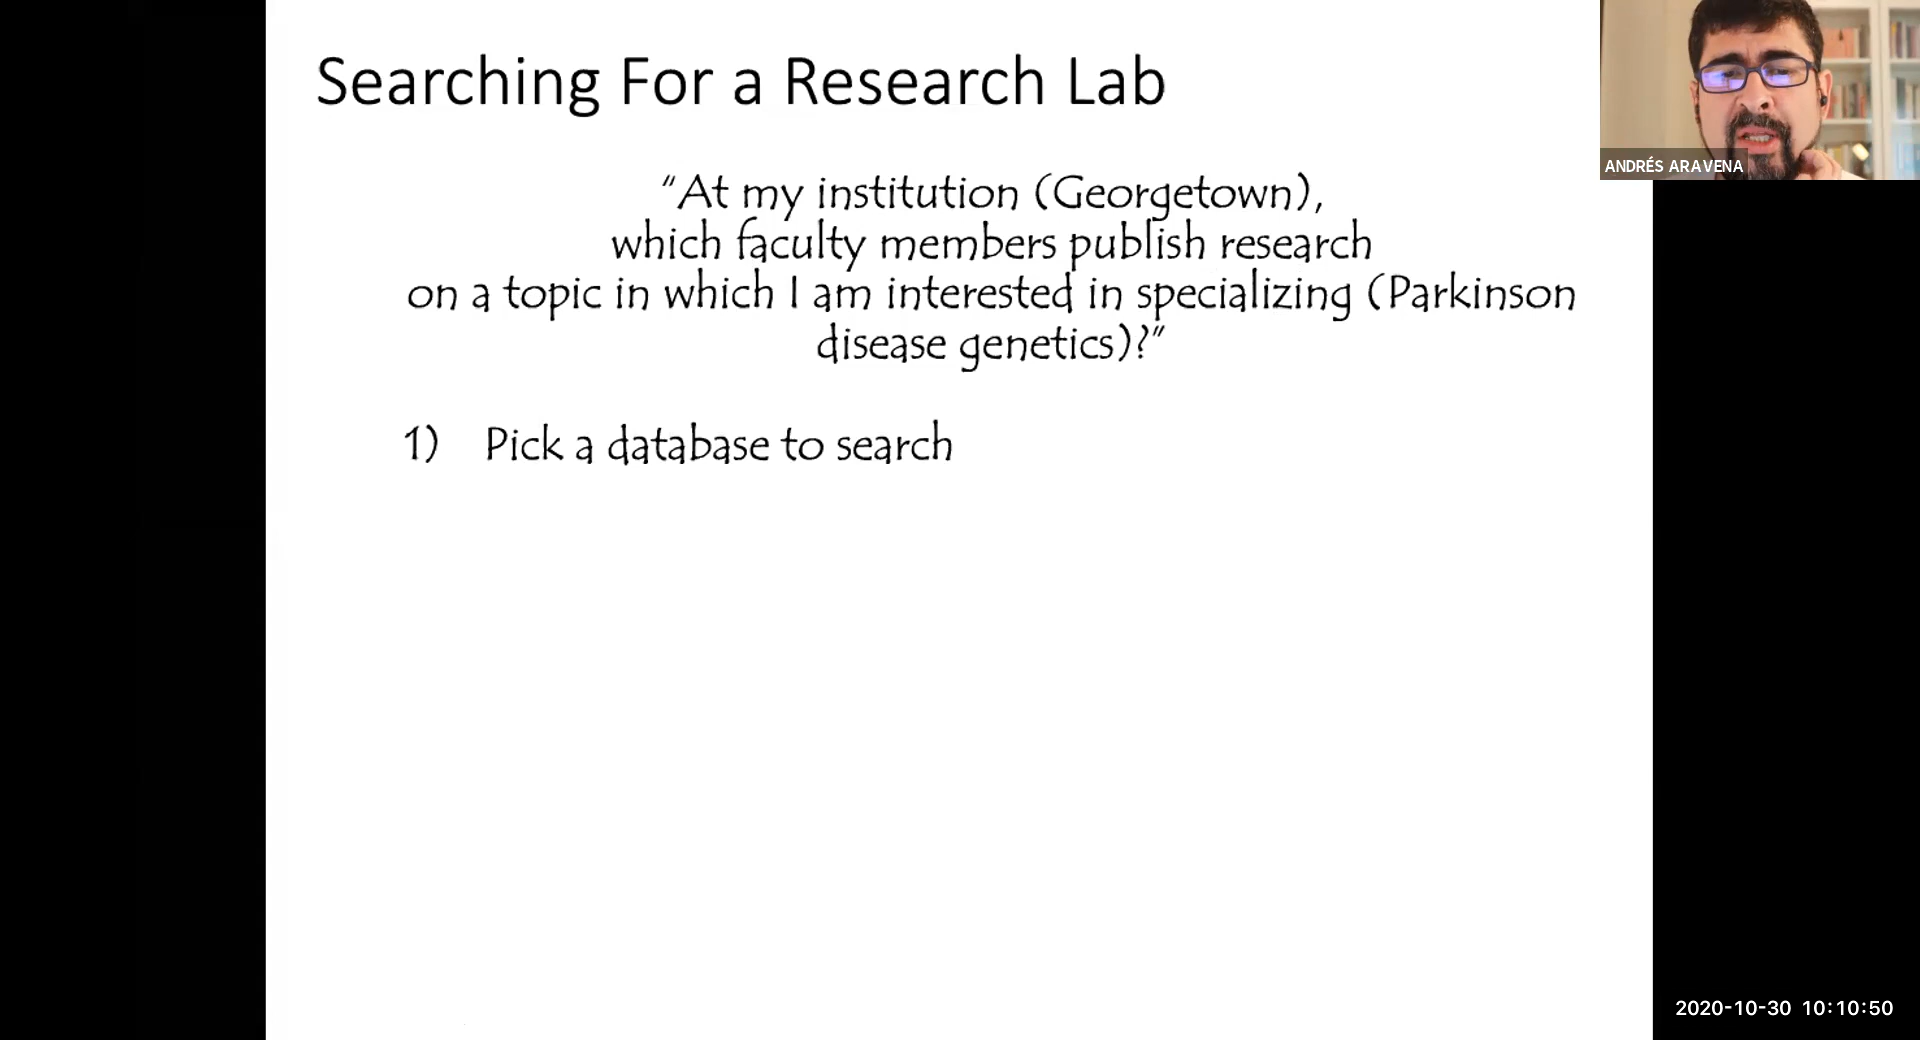 Searching For a Research Lab
ANDRÉS ARAVENA
“At my institution (Georgetown),
which faculty members publish research
on a topic in which I am interested in specializing (Parkinson
disease genetics)?”
1) Pick a database to search
2020-10-30 10:10:50